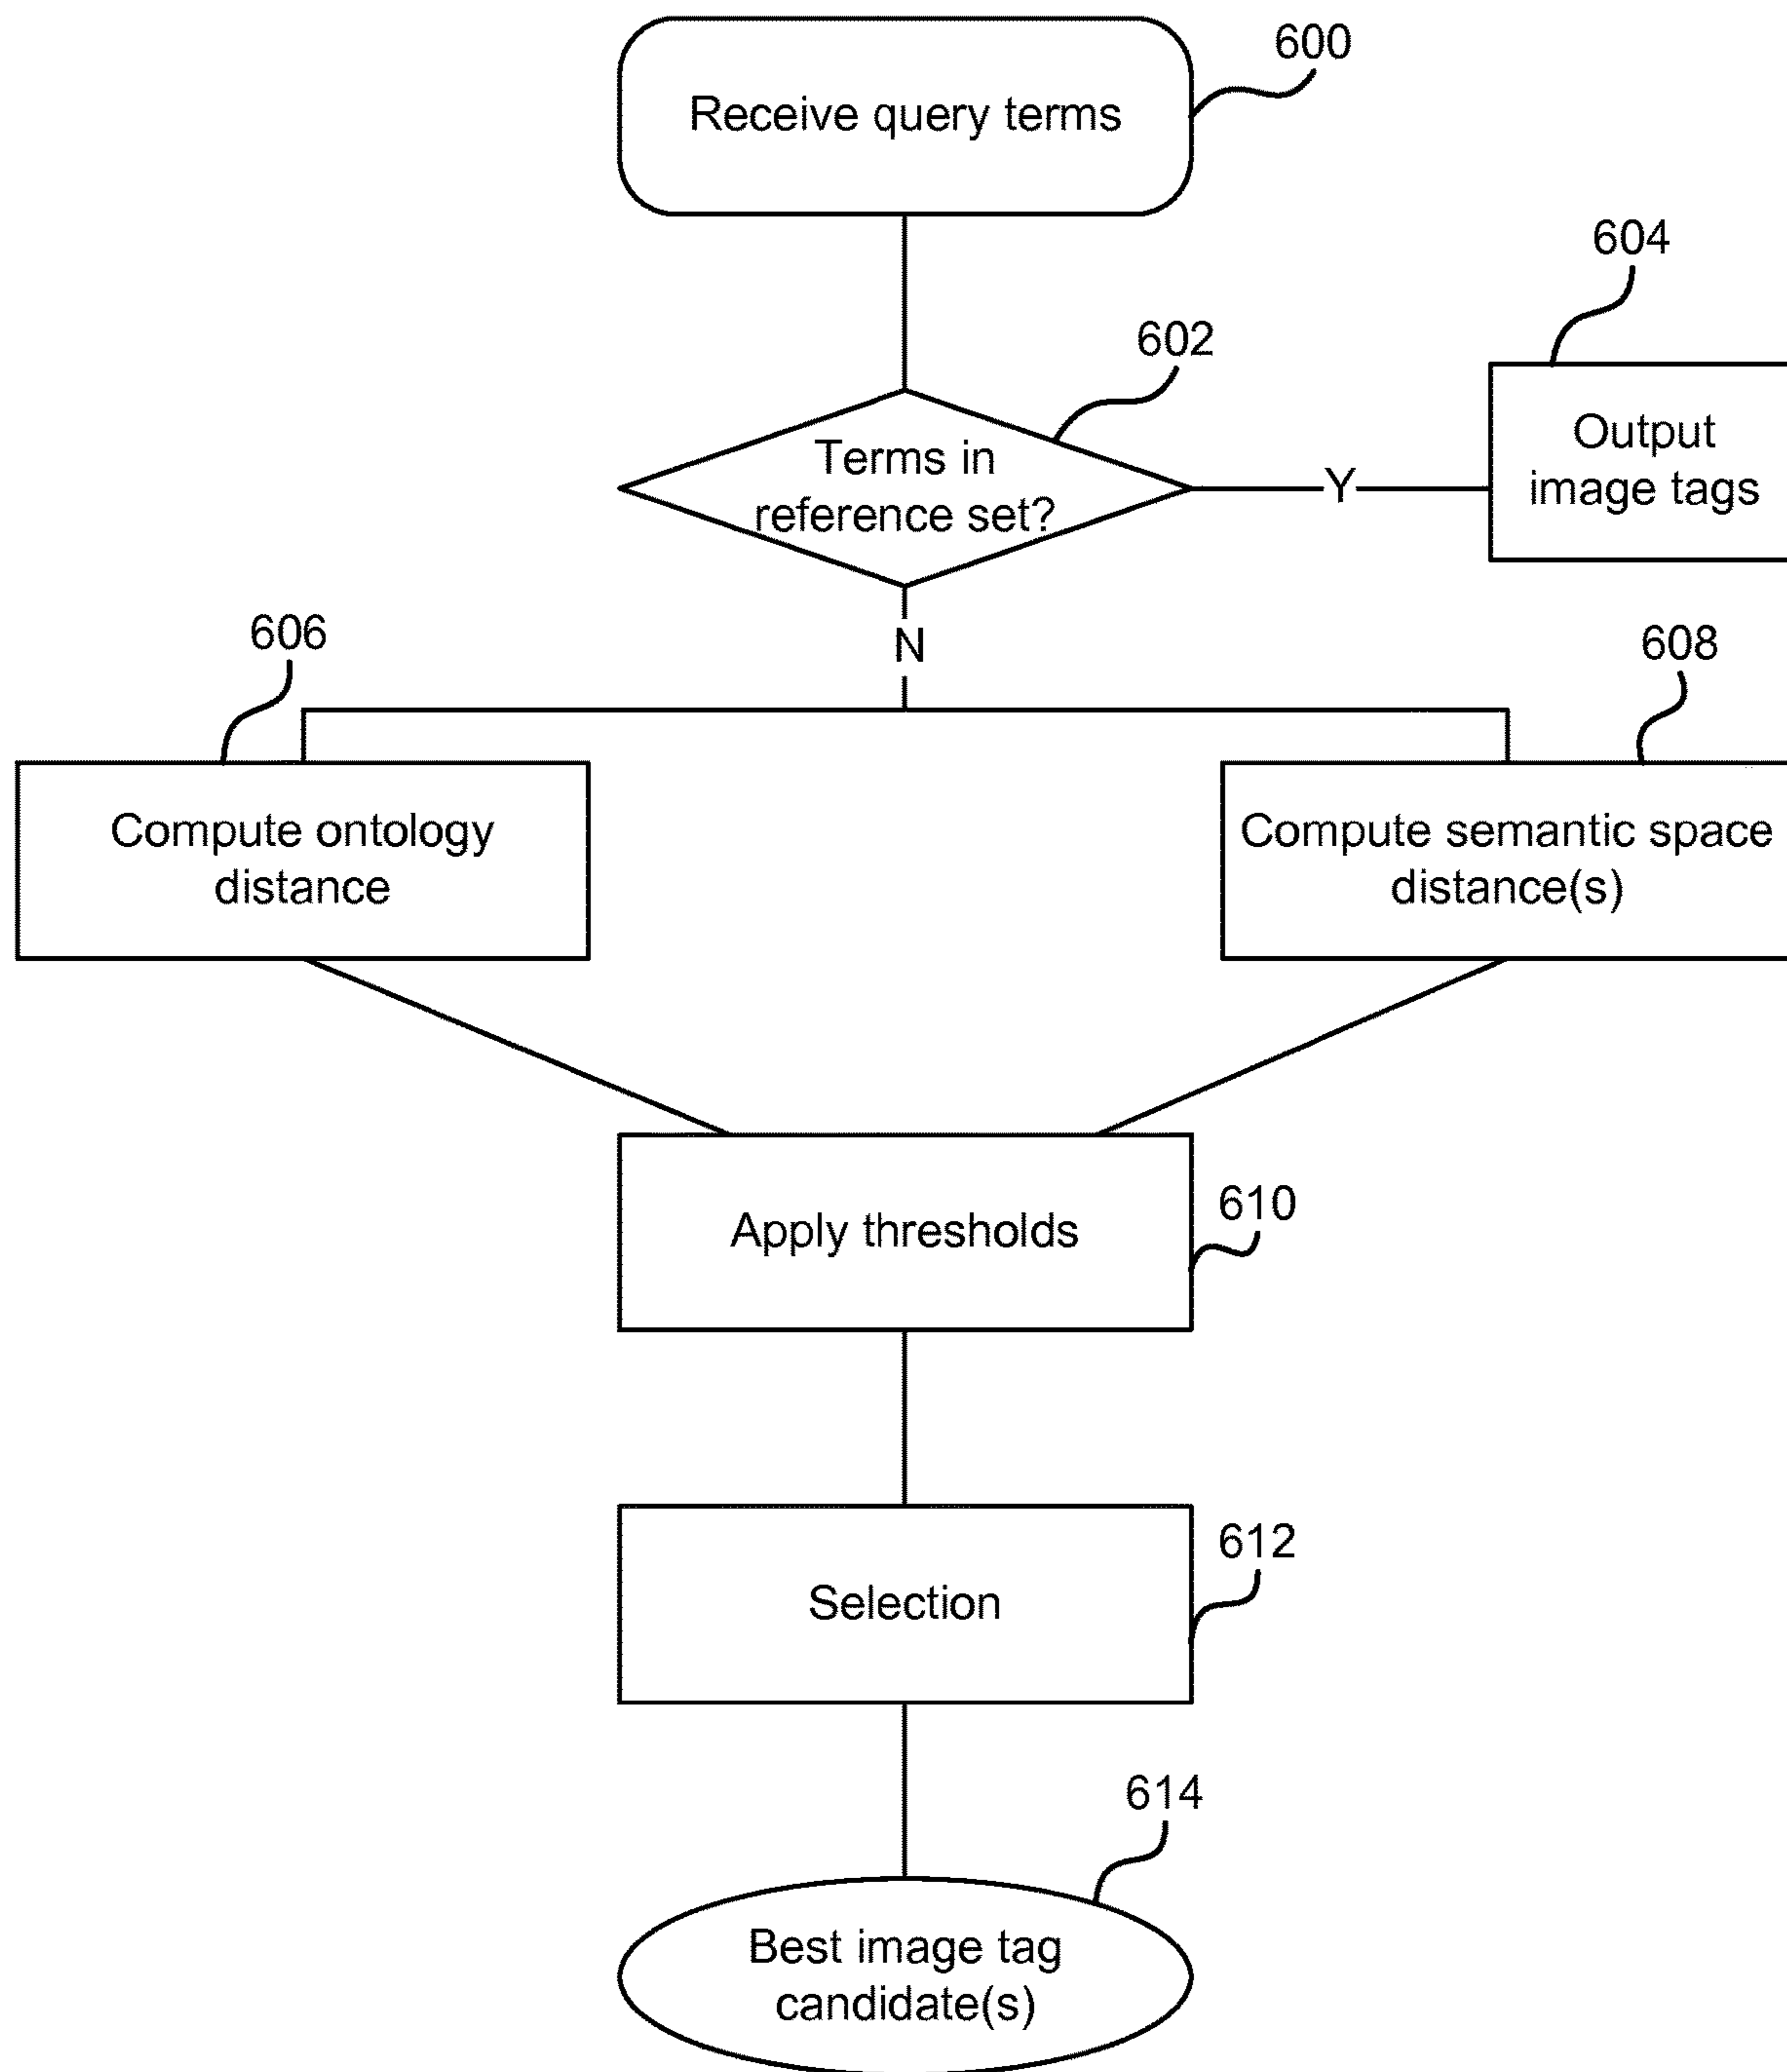 600
Receive query terms
604
602
Terms in
reference set?
Y
Output
image tags
N
606
608
Compute ontology
distance
Compute semantic space
distance(s)
610
Apply thresholds
612
Selection
614
Best image tag
candidate(s)